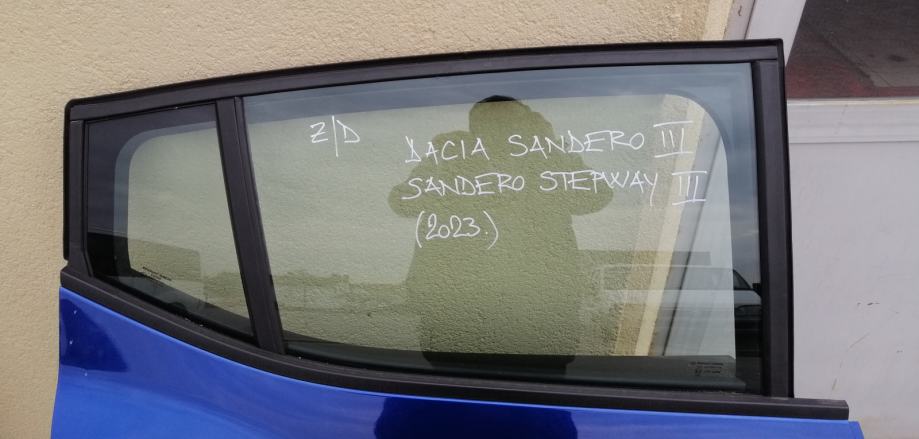 Z/D
DACIA SANDERO III
SANDERO STEPWAY III
(2023.)